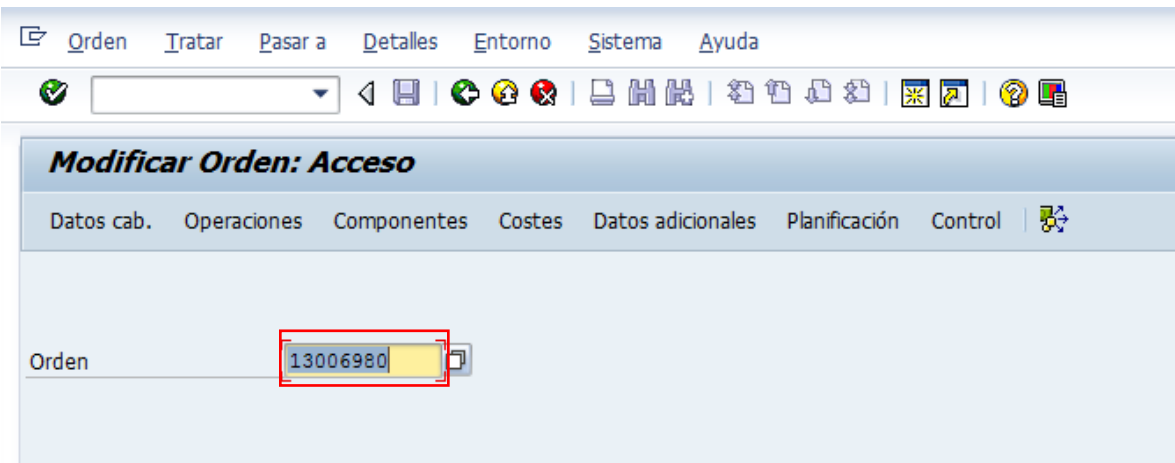 Orden Tratar Pasar a Detalles Entorno Sistema Ayuda
Modificar Orden: Acceso
Datos cab. Operaciones Componentes Costes Datos adicionales Planificación Control
Orden 13006980